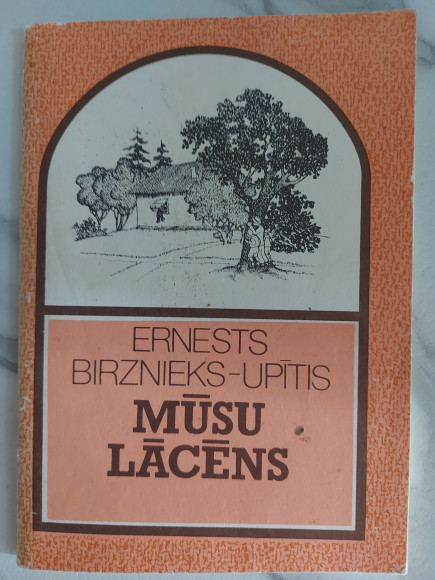 ERNESTS
BIRZNIEKS-UPĪTIS
MŪSU
LĀCĒNS